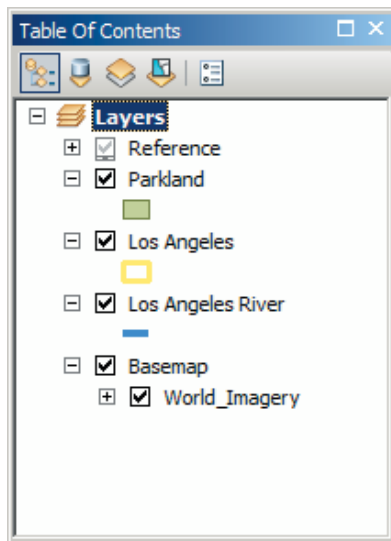 Table Of Contents
Layers
Reference
Parkland
Los Angeles
Los Angeles River
Basemap
World_Imagery